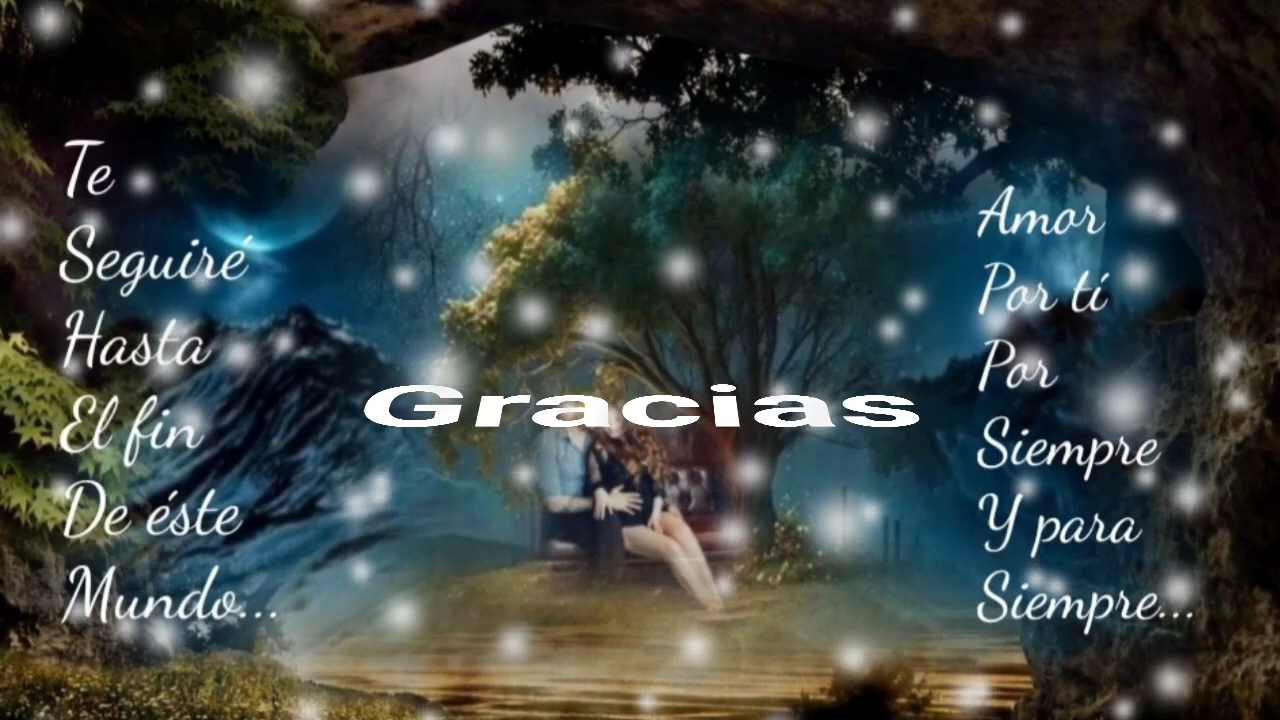 Te
Seguiré
Hasta
El fin
De éste
Mundo...
Gracias
Amor
Por tí
Por
Siempre
Y para
Siempre...